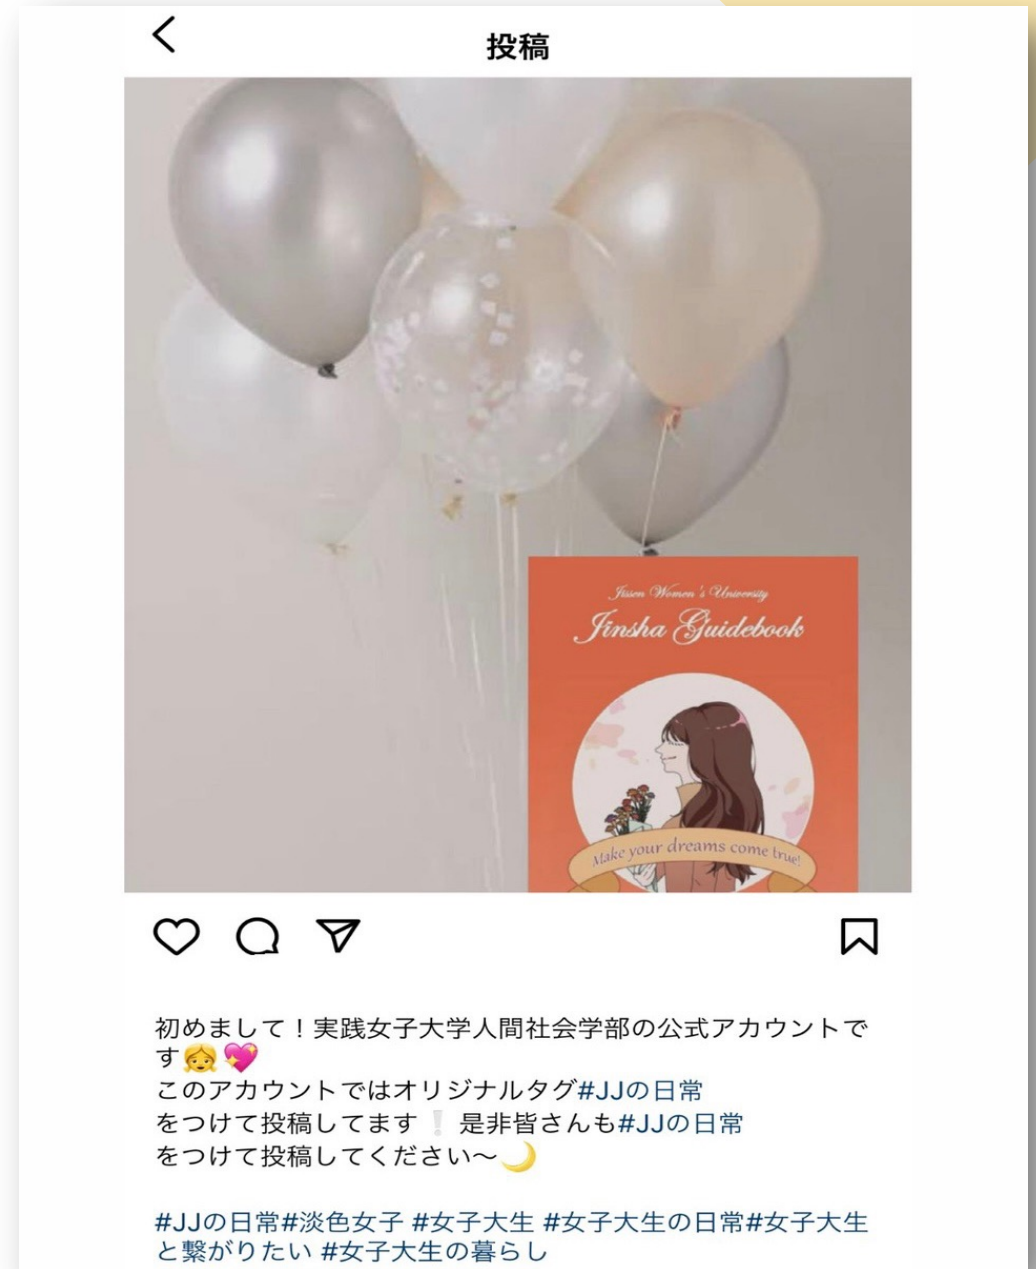 投稿
Jissen Women's University
Jinsha Guidebook
Make your dreams come true!
初めまして！実践女子大学人間社会学部の公式アカウントで
す👧💖
このアカウントではオリジナルタグ#JJの日常
をつけて投稿してます❕ 是非皆さんも#JJの日常
をつけて投稿してください〜🌙
#JJの日常#淡色女子 #女子大生 #女子大生の日常#女子大生
と繋がりたい #女子大生の暮らし